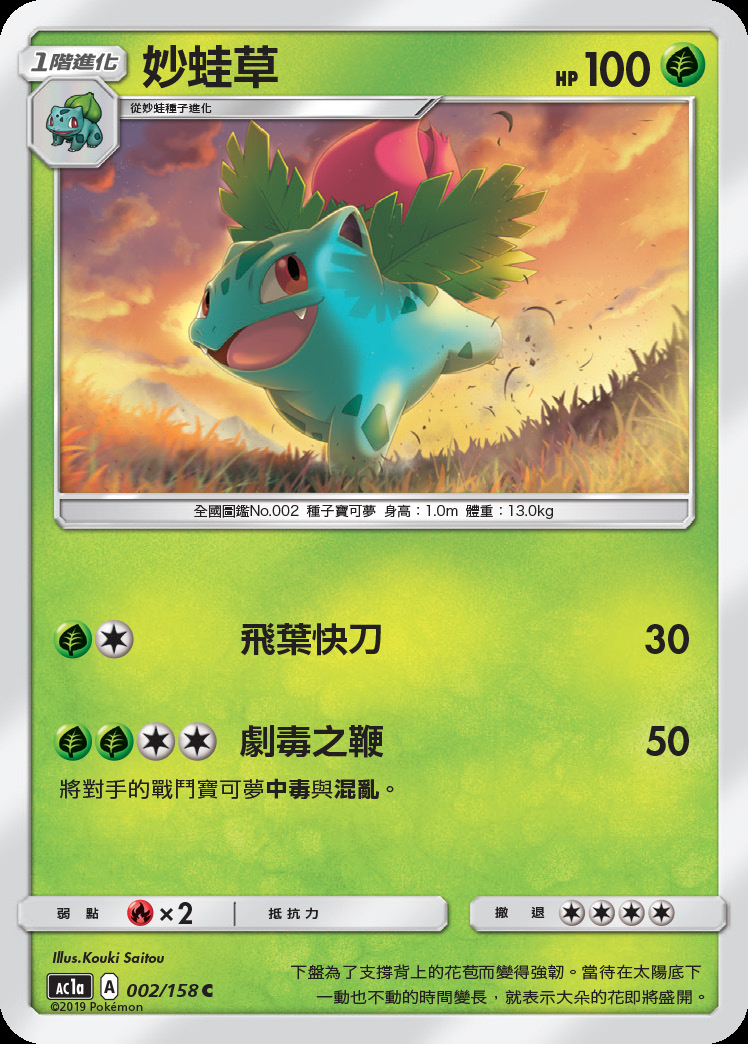 1階進化
妙蛙草
HP 100
從妙蛙種子進化
全國圖鑑No.002 種子寶可夢 身高：1.0m 體重：13.0kg
飛葉快刀 30
劇毒之鞭 50
將對手的戰鬥寶可夢中毒與混亂。
弱點 ×2 抵抗力 撤退
Illus.Kouki Saitou
下盤為了支撐背上的花苞而變得強韌。當待在太陽底下
一動也不動的時間變長，就表示大朵的花即將盛開。
AC1a A 002/158 C
©2019 Pokémon